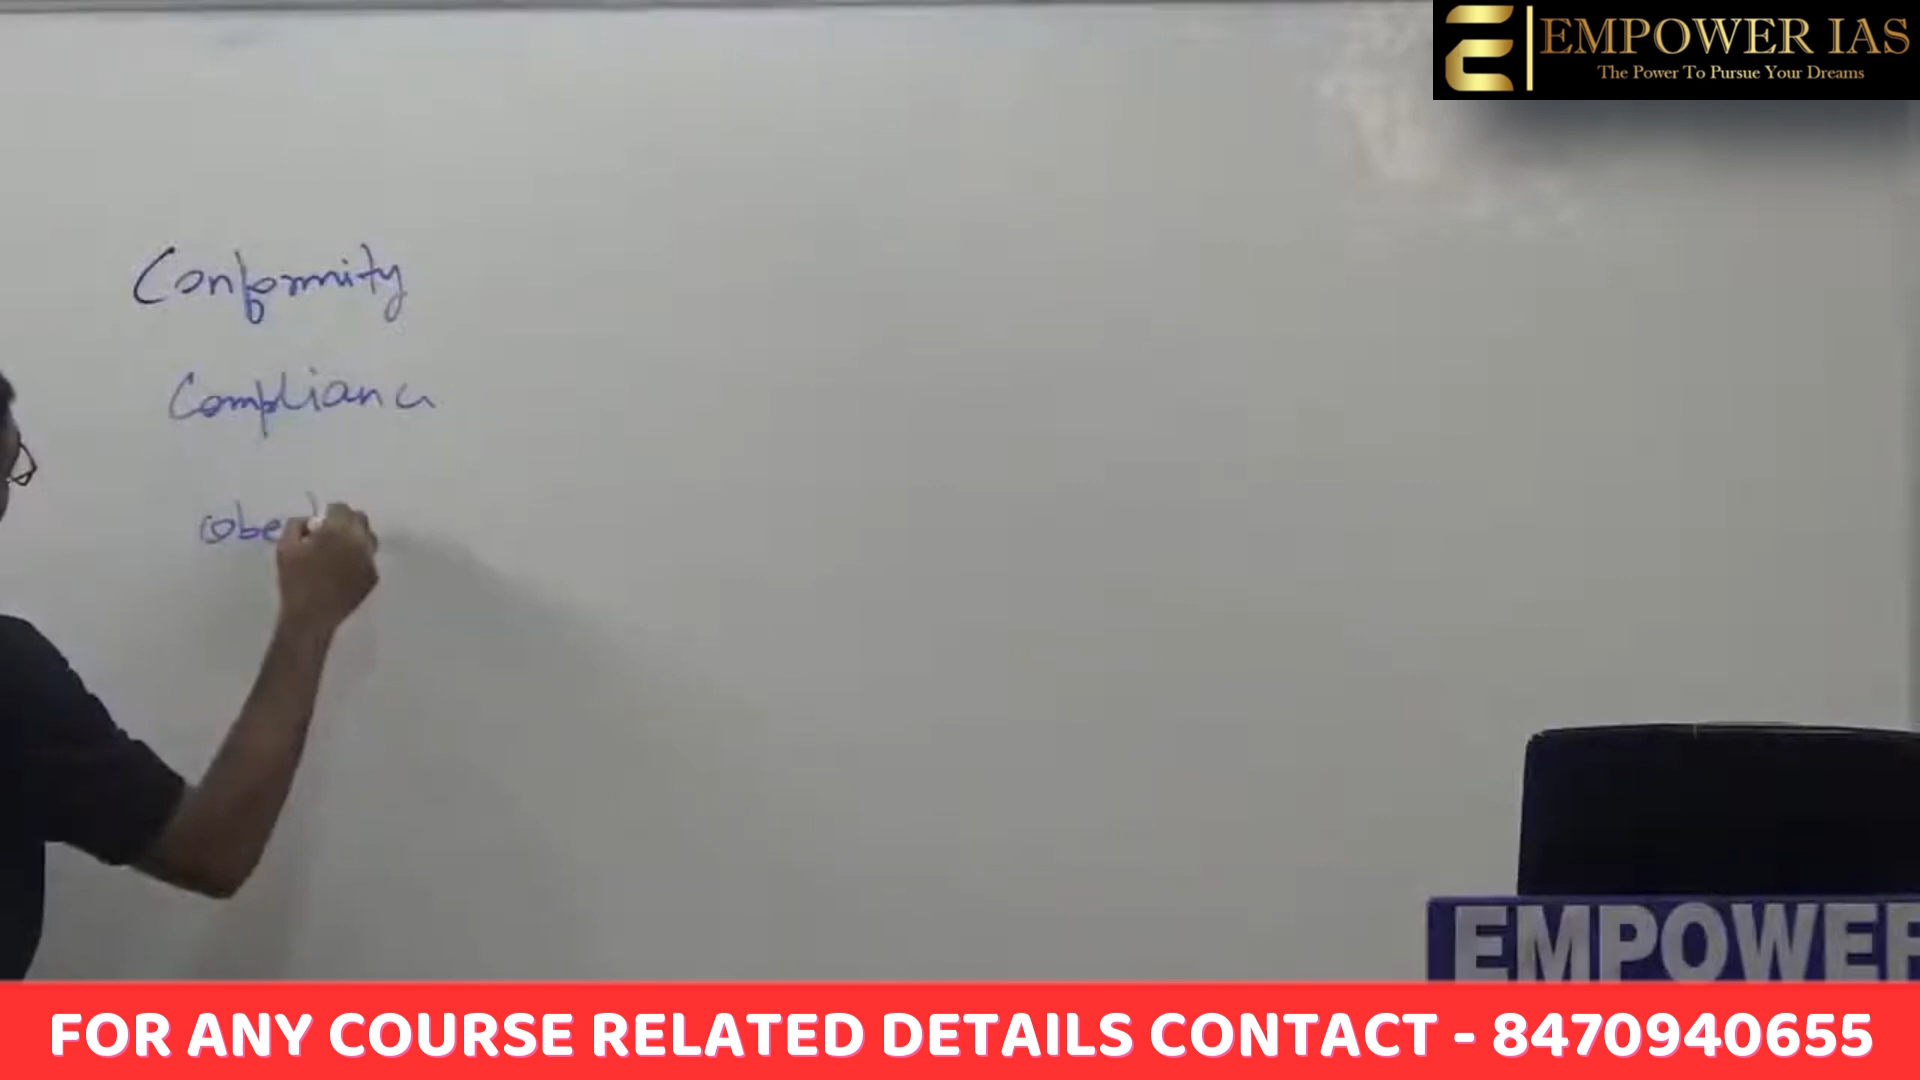 EMPOWER IAS
The Power To Pursue Your Dreams
Conformity
Compliance
EMPOWER
FOR ANY COURSE RELATED DETAILS CONTACT - 8470940655